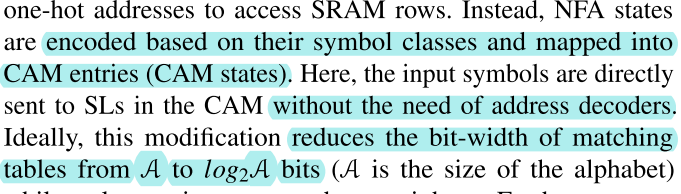 one-hot addresses to access SRAM rows. Instead, NFA states
are encoded based on their symbol classes and mapped into
CAM entries (CAM states). Here, the input symbols are directly
sent to SLs in the CAM without the need of address decoders.
Ideally, this modification reduces the bit-width of matching
tables from 𝒜 to log₂𝒜 bits (𝒜 is the size of the alphabet)